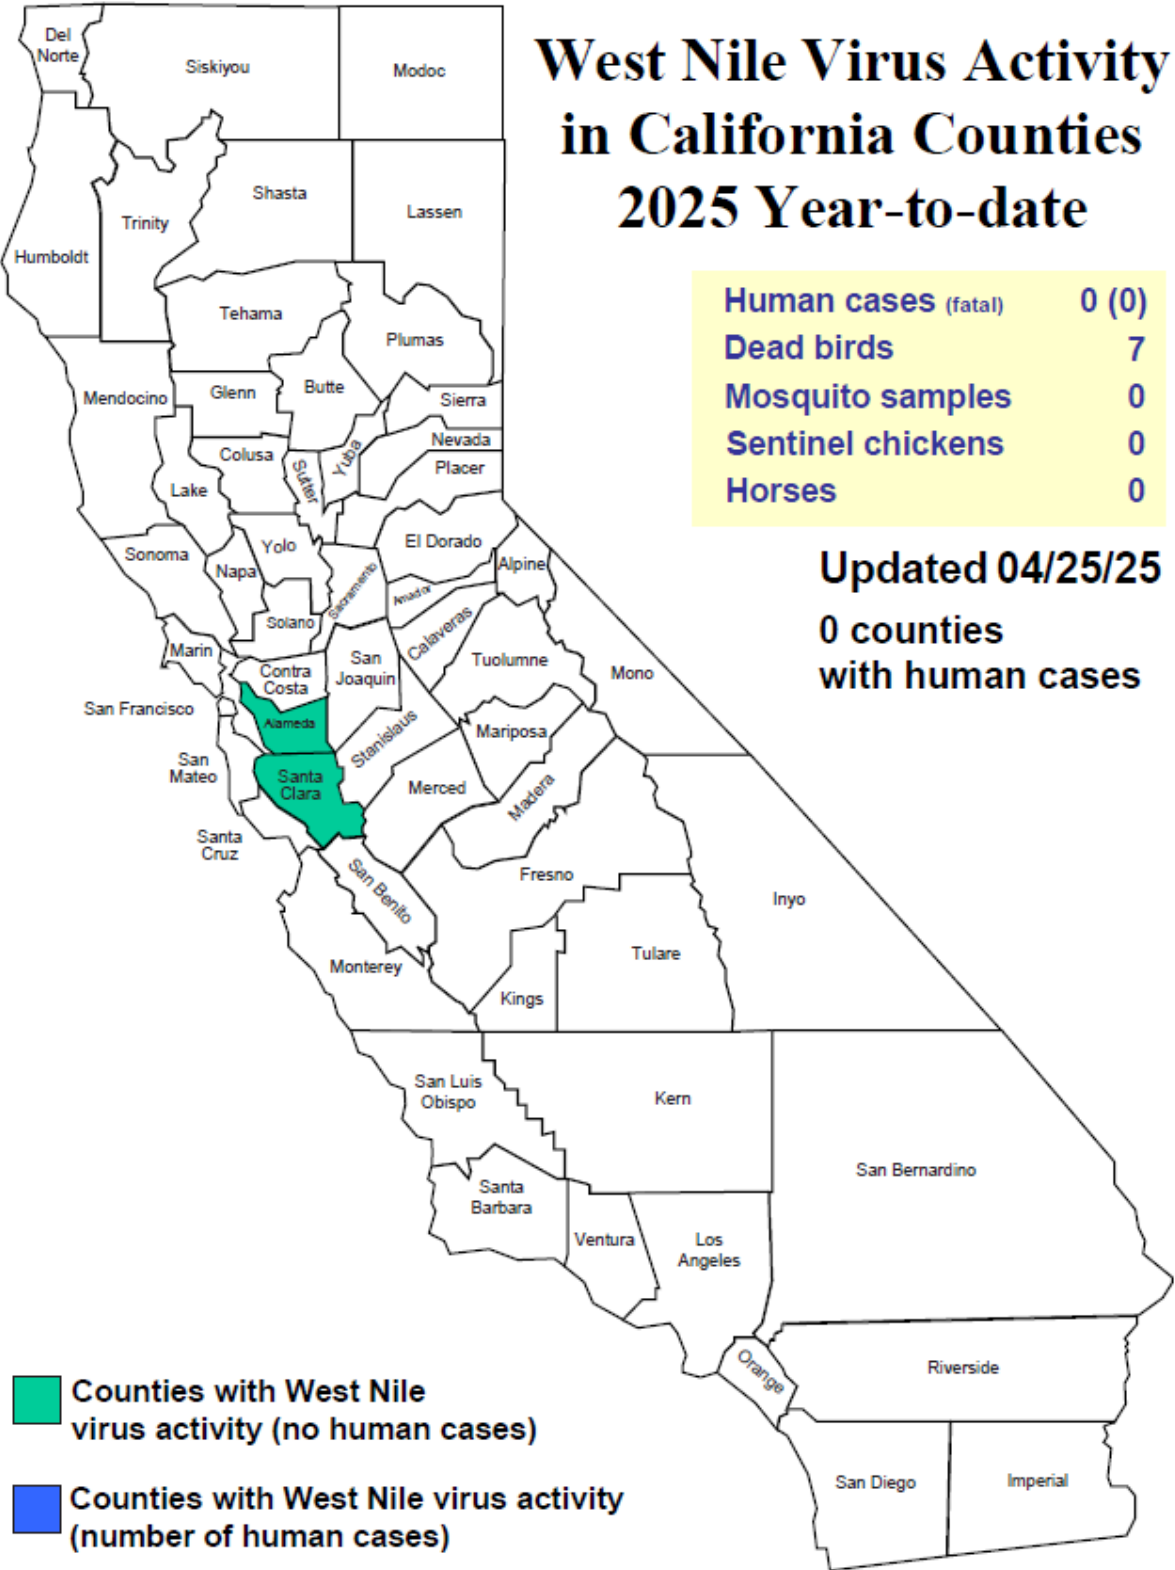 West Nile Virus Activity
in California Counties
2025 Year-to-date
Human cases (fatal) 0 (0)
Dead birds 7
Mosquito samples 0
Sentinel chickens 0
Horses 0
Updated 04/25/25
0 counties
with human cases
Del
Norte
Siskiyou
Modoc
Shasta
Lassen
Trinity
Humboldt
Tehama
Plumas
Mendocino
Glenn
Butte
Sierra
Colusa
Sutter
Yuba
Nevada
Placer
Lake
Sonoma
Napa
Yolo
Sacramento
El Dorado
Alpine
Amador
Solano
Calaveras
Marin
Contra
Costa
San
Joaquin
Tuolumne
Mono
San Francisco
Alameda
Stanislaus
Mariposa
San
Mateo
Santa
Clara
Merced
Madera
Santa
Cruz
San Benito
Fresno
Inyo
Monterey
Kings
Tulare
San Luis
Obispo
Kern
San Bernardino
Santa
Barbara
Ventura
Los
Angeles
Orange
Riverside
San Diego
Imperial
Counties with West Nile
virus activity (no human cases)
Counties with West Nile virus activity
(number of human cases)